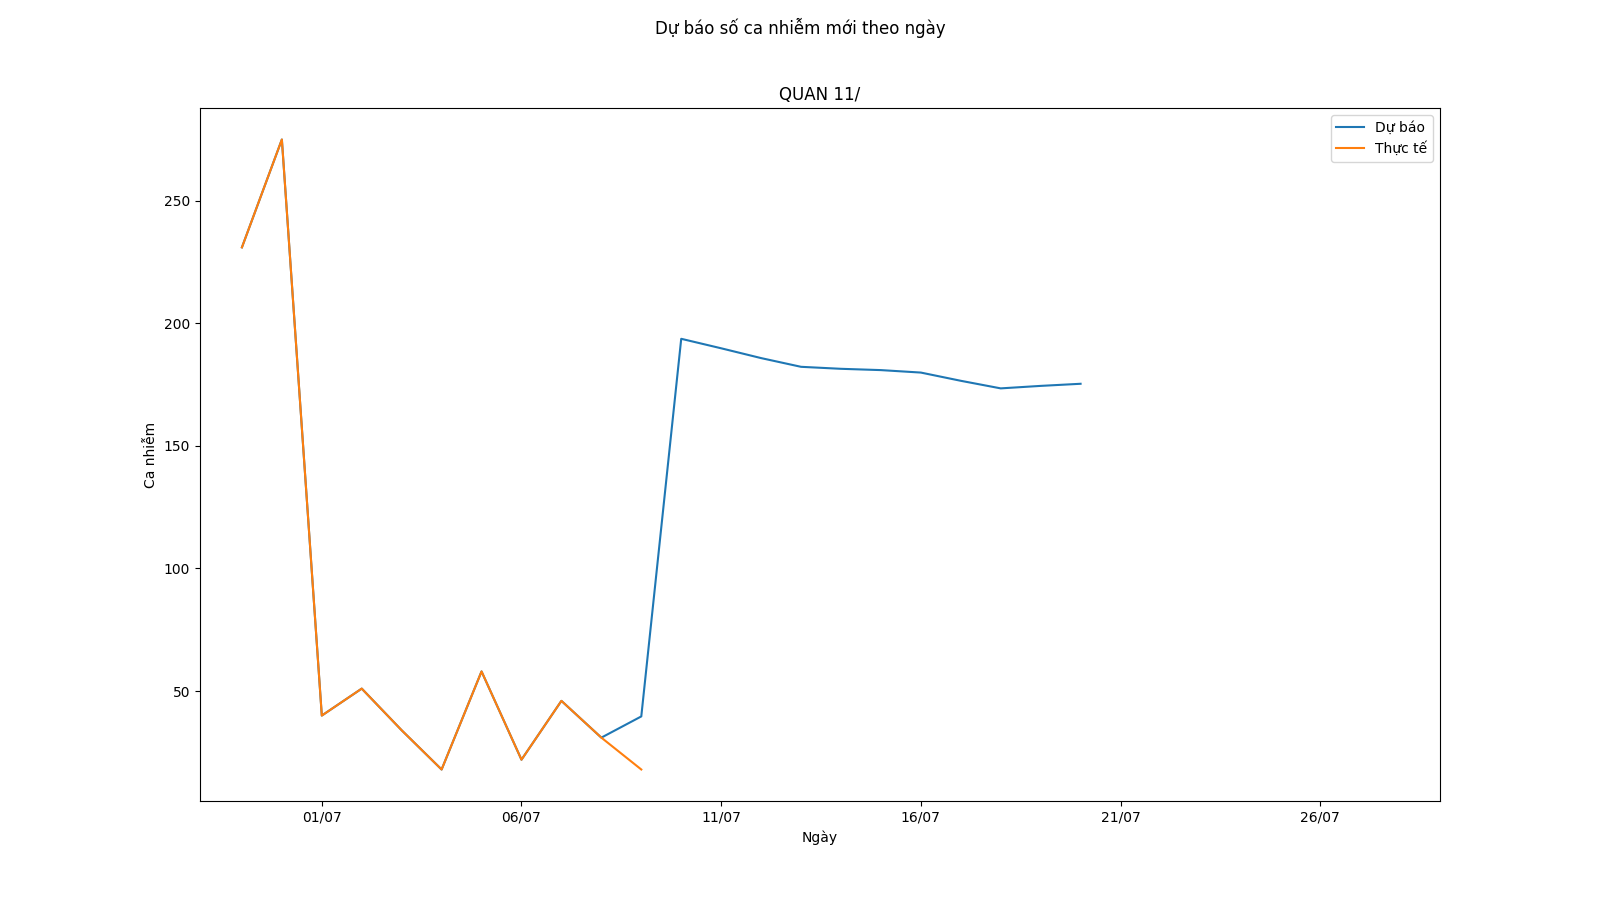 Dự báo số ca nhiễm mới theo ngày
QUAN 11/
Dự báo
Thực tế
250
200
150
100
50
Ca nhiễm
01/07
06/07
11/07
16/07
21/07
26/07
Ngày